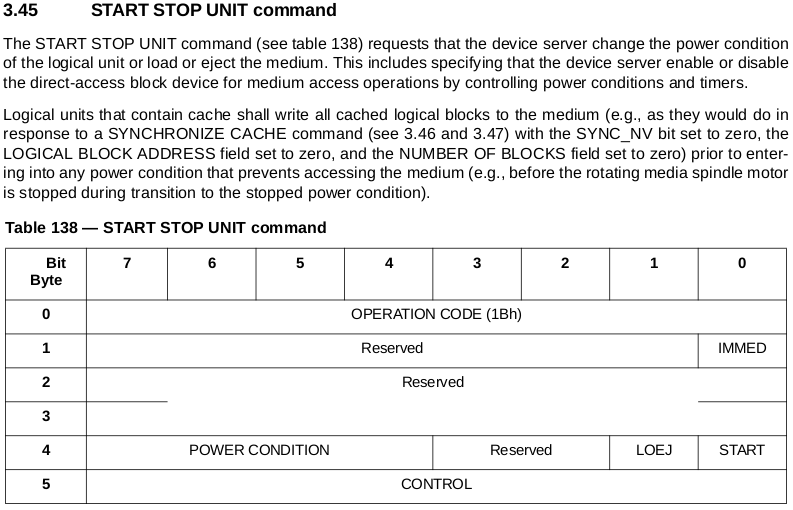 3.45 START STOP UNIT command
The START STOP UNIT command (see table 138) requests that the device server change the power condition
of the logical unit or load or eject the medium. This includes specifying that the device server enable or disable
the direct-access block device for medium access operations by controlling power conditions and timers.
Logical units that contain cache shall write all cached logical blocks to the medium (e.g., as they would do in
response to a SYNCHRONIZE CACHE command (see 3.46 and 3.47) with the SYNC_NV bit set to zero, the
LOGICAL BLOCK ADDRESS field set to zero, and the NUMBER OF BLOCKS field set to zero) prior to enter-
ing into any power condition that prevents accessing the medium (e.g., before the rotating media spindle motor
is stopped during transition to the stopped power condition).
Table 138 — START STOP UNIT command
Bit 7 6 5 4 3 2 1 0
Byte
0 OPERATION CODE (1Bh)
1 Reserved IMMED
2 Reserved
3
4 POWER CONDITION Reserved LOEJ START
5 CONTROL